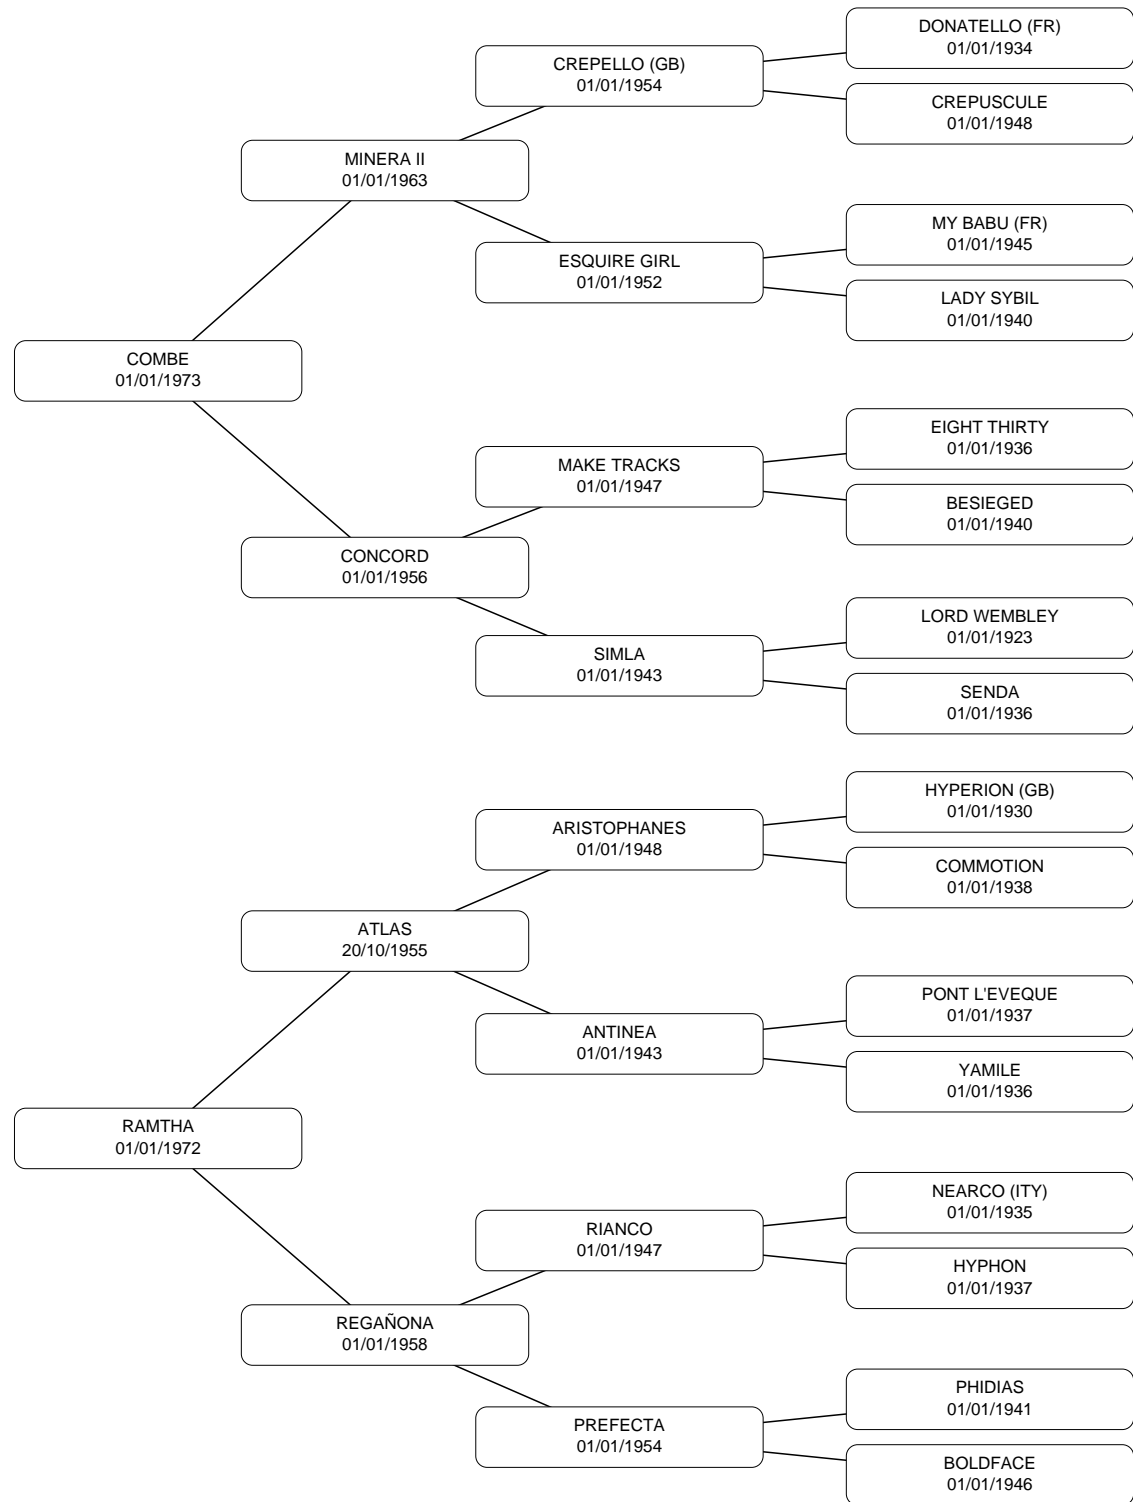 DONATELLO (FR)
01/01/1934
CREPELLO (GB)
01/01/1954
CREPUSCULE
01/01/1948
MINERA II
01/01/1963
MY BABU (FR)
01/01/1945
ESQUIRE GIRL
01/01/1952
LADY SYBIL
01/01/1940
COMBE
01/01/1973
EIGHT THIRTY
01/01/1936
MAKE TRACKS
01/01/1947
BESIEGED
01/01/1940
CONCORD
01/01/1956
LORD WEMBLEY
01/01/1923
SIMLA
01/01/1943
SENDA
01/01/1936
HYPERION (GB)
01/01/1930
ARISTOPHANES
01/01/1948
COMMOTION
01/01/1938
ATLAS
20/10/1955
PONT L'EVEQUE
01/01/1937
ANTINEA
01/01/1943
YAMILE
01/01/1936
RAMTHA
01/01/1972
NEARCO (ITY)
01/01/1935
RIANCO
01/01/1947
HYPHON
01/01/1937
REGAÑONA
01/01/1958
PHIDIAS
01/01/1941
PREFECTA
01/01/1954
BOLDFACE
01/01/1946